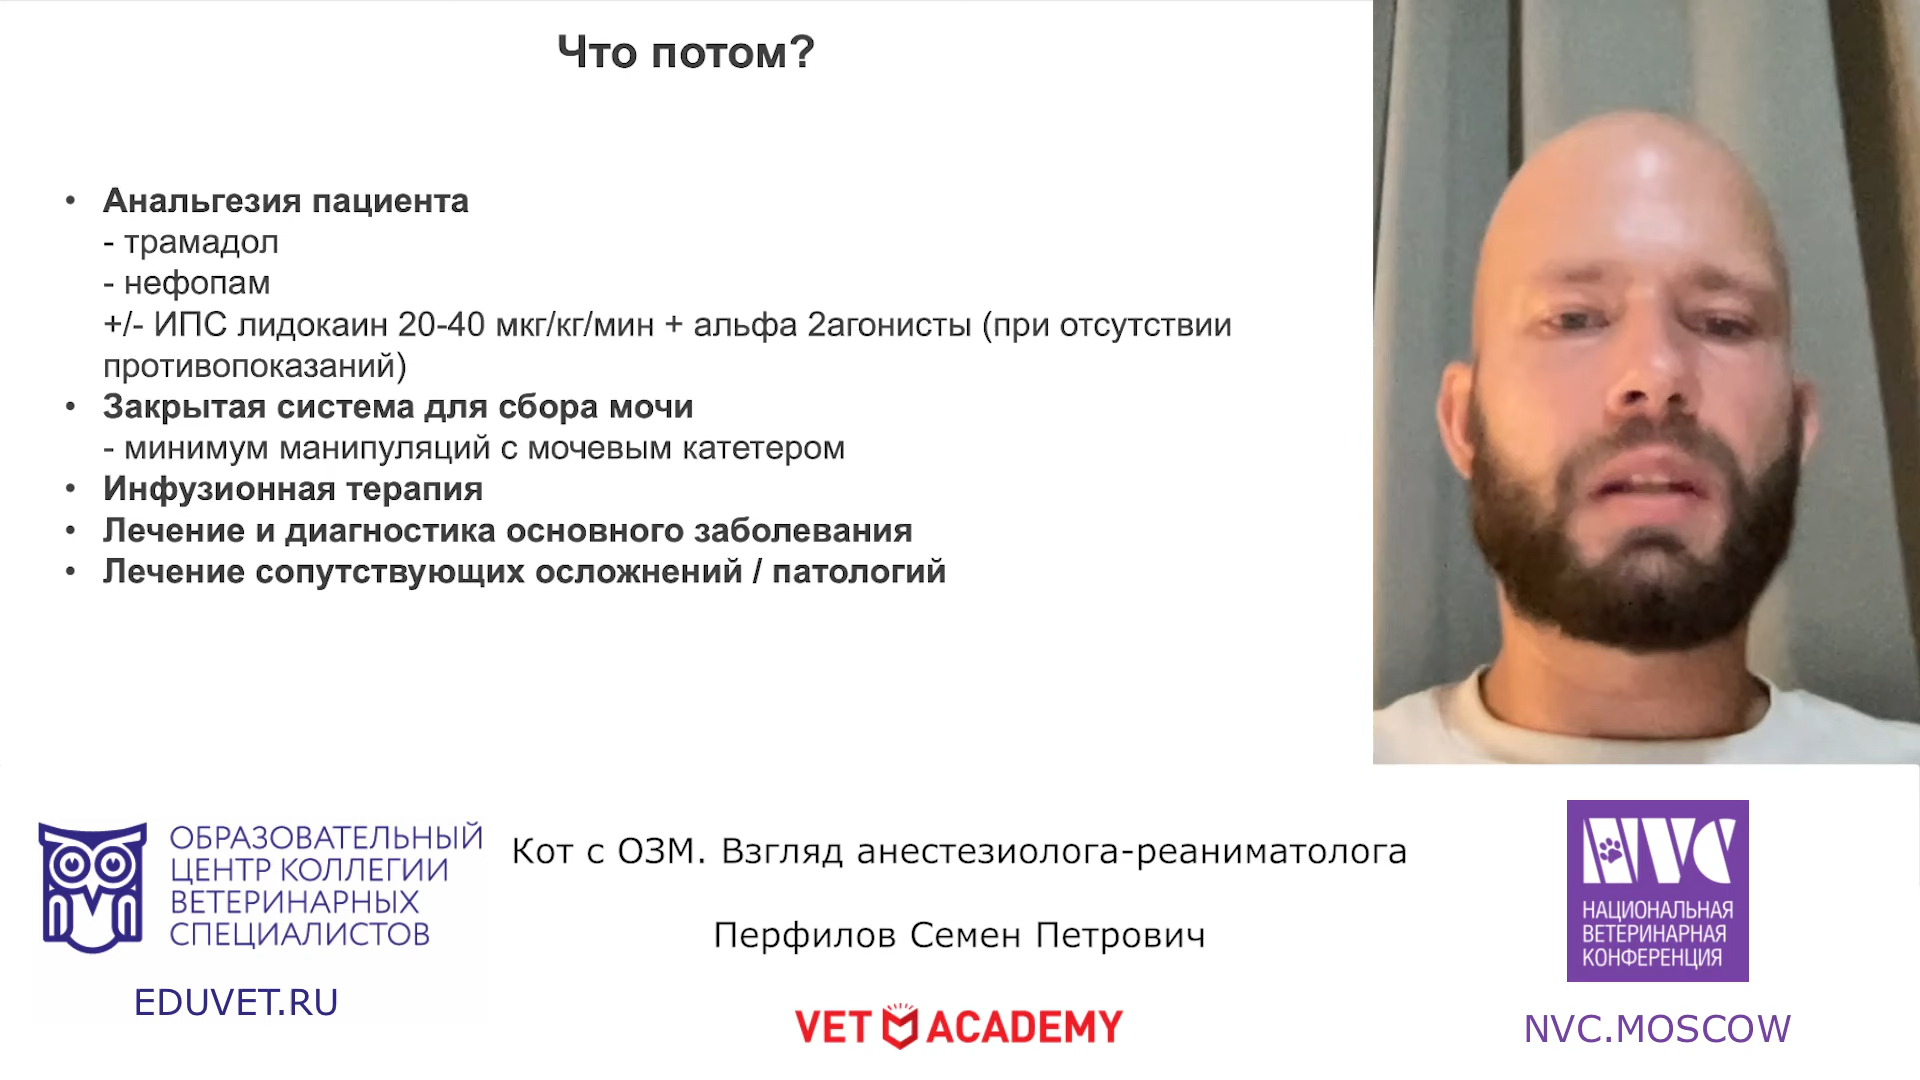 Что потом?
• Анальгезия пациента
- трамадол
- нефопам
+/- ИПС лидокаин 20-40 мкг/кг/мин + альфа 2агонисты (при отсутствии
противопоказаний)
• Закрытая система для сбора мочи
- минимум манипуляций с мочевым катетером
• Инфузионная терапия
• Лечение и диагностика основного заболевания
• Лечение сопутствующих осложнений / патологий
ОБРАЗОВАТЕЛЬНЫЙ
ЦЕНТР КОЛЛЕГИИ
ВЕТЕРИНАРНЫХ
СПЕЦИАЛИСТОВ
EDUVET.RU
Кот с ОЗМ. Взгляд анестезиолога-реаниматолога
Перфилов Семен Петрович
VET ACADEMY
NVC
НАЦИОНАЛЬНАЯ
ВЕТЕРИНАРНАЯ
КОНФЕРЕНЦИЯ
NVC.MOSCOW